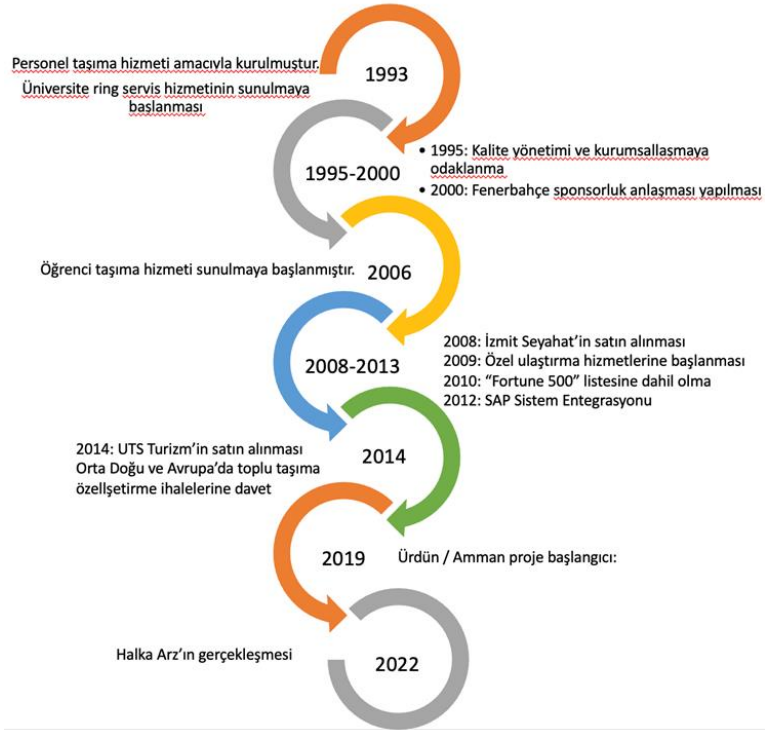 Personel taşıma hizmeti amacıvla kurulmuştur.
1993
Üniversite ring servis hizmetinin sunulmaya
başlanması
1995-2000
• 1995: Kalite yönetimi ve kurumsallasmaya
odaklanma
• 2000: Fenerbahçe sponsorluk anlaşması yapılması
Öğrenci taşıma hizmeti sunulmaya başlanmıştır.
2006
2008-2013
2008: İzmit Seyahat’in satın alınması
2009: Özel ulaştırma hizmetlerine başlanması
2010: “Fortune 500” listesine dahil olma
2012: SAP Sistem Entegrasyonu
2014: UTS Turizm’in satın alınması
Orta Doğu ve Avrupa’da toplu taşıma
özellşetirme ihalelerine davet
2014
2019
Ürdün / Amman proje başlangıcı:
Halka Arz’ın gerçekleşmesi
2022